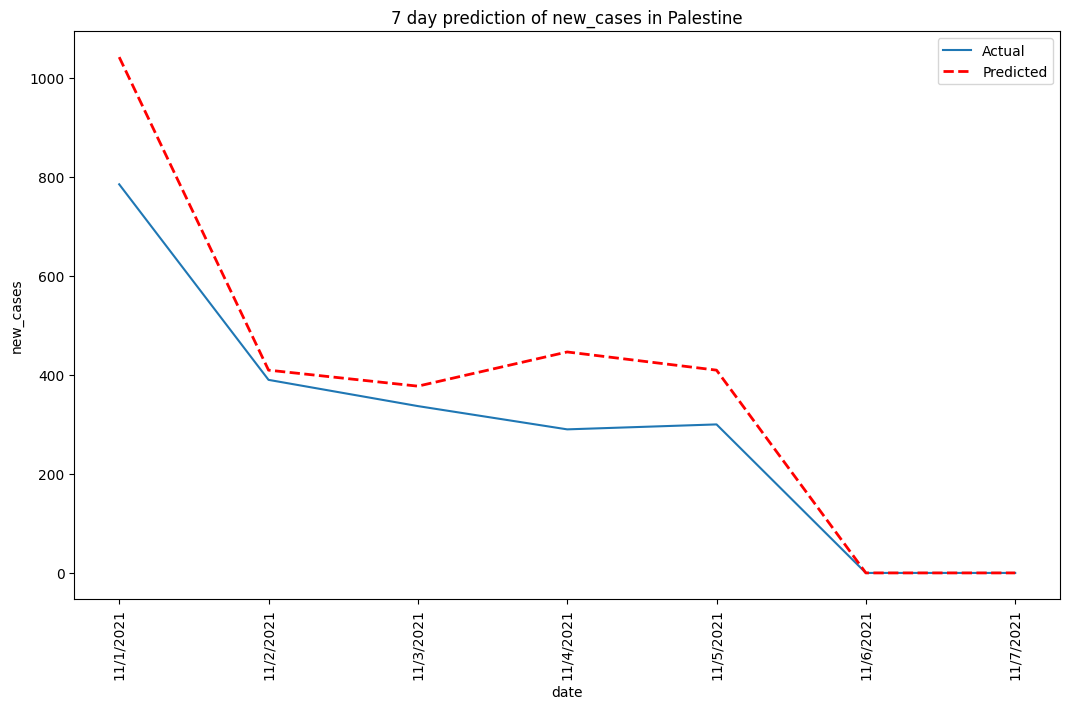 7 day prediction of new_cases in Palestine
Actual
Predicted
new_cases
1000
800
600
400
200
0
11/1/2021
11/2/2021
11/3/2021
11/4/2021
11/5/2021
11/6/2021
11/7/2021
date